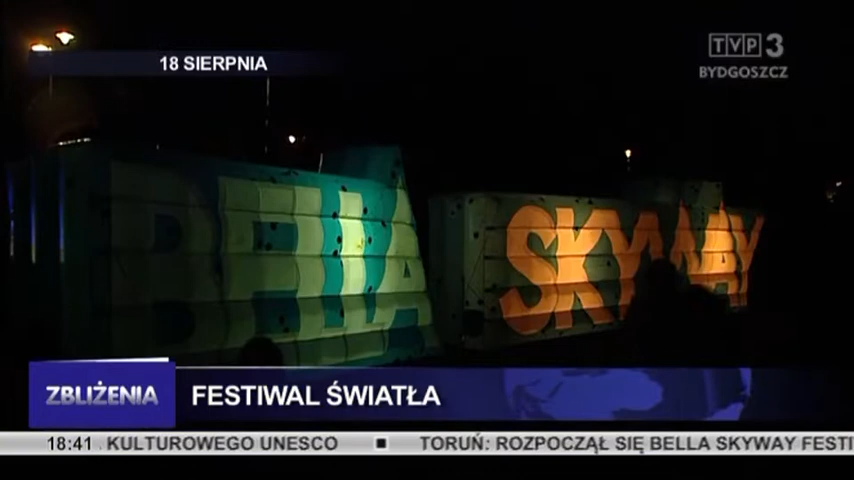 18 SIERPNIA
TVP3
BYDGOSZCZ
BELLA
SKYWAY
ZBLIŻENIA
FESTIWAL ŚWIATŁA
18:41 KULTUROWEGO UNESCO ■ TORUŃ: ROZPOCZĄŁ SIĘ BELLA SKYWAY FESTI